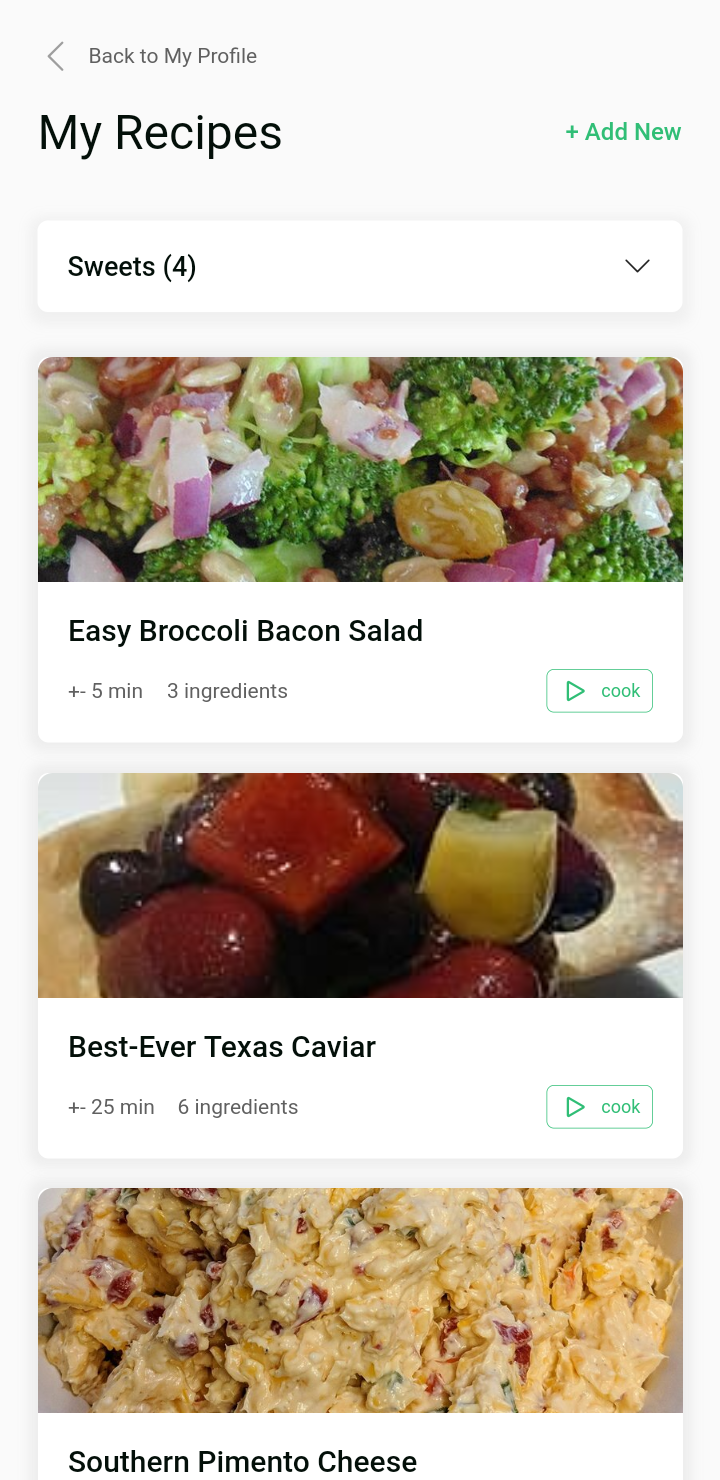 Back to My Profile
My Recipes
+ Add New
Sweets (4)
Easy Broccoli Bacon Salad
+- 5 min 3 ingredients
cook
Best-Ever Texas Caviar
+- 25 min 6 ingredients
cook
Southern Pimento Cheese